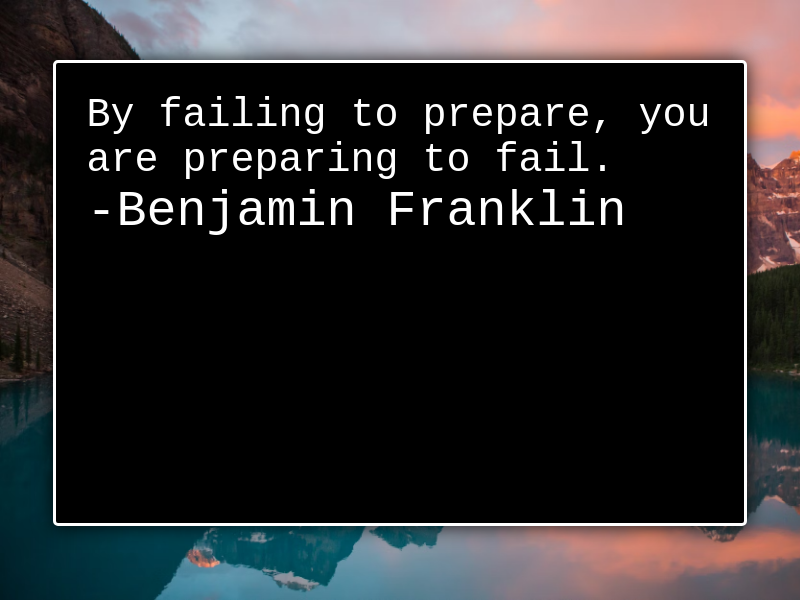 By failing to prepare, you
are preparing to fail.
-Benjamin Franklin